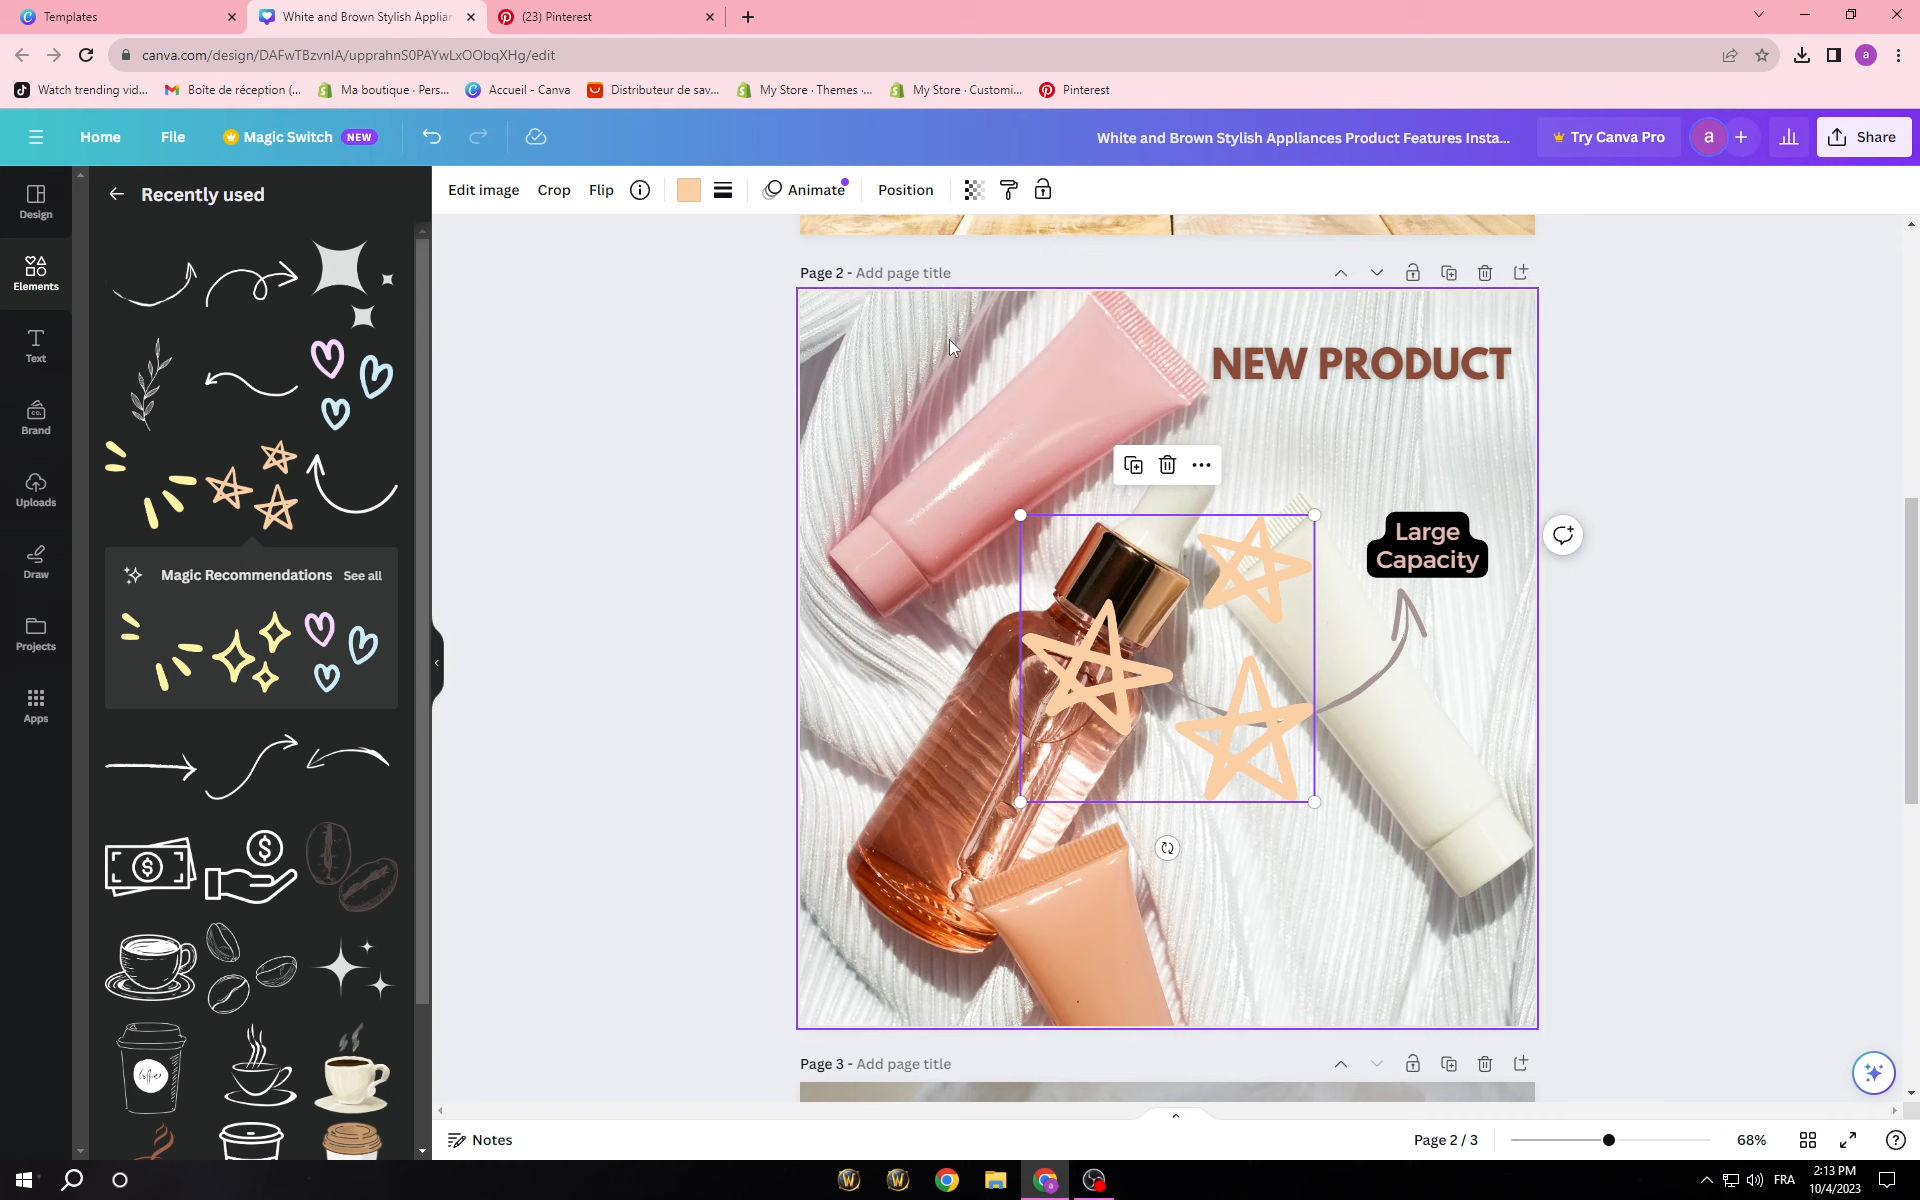 Templates
White and Brown Stylish Applian
(23) Pinterest
canva.com/design/DAFwTBzvnlA/upprahnS0PAYwLxOObqXHg/edit
a
Watch trending vid...
Boîte de réception (...
Ma boutique · Pers...
Accueil - Canva
Distributeur de sav...
My Store · Themes ·...
My Store · Customi...
Pinterest
Home
File
Magic Switch
NEW
White and Brown Stylish Appliances Product Features Insta...
Try Canva Pro
a
Share
Design
Elements
Text
Brand
Uploads
Draw
Projects
Apps
Recently used
Magic Recommendations
See all
Coffee
Edit image
Crop
Flip
Animate
Position
Page 2 - Add page title
NEW PRODUCT
Large
Capacity
Page 3 - Add page title
Notes
Page 2 / 3
68%
FRA
2:13 PM
10/4/2023